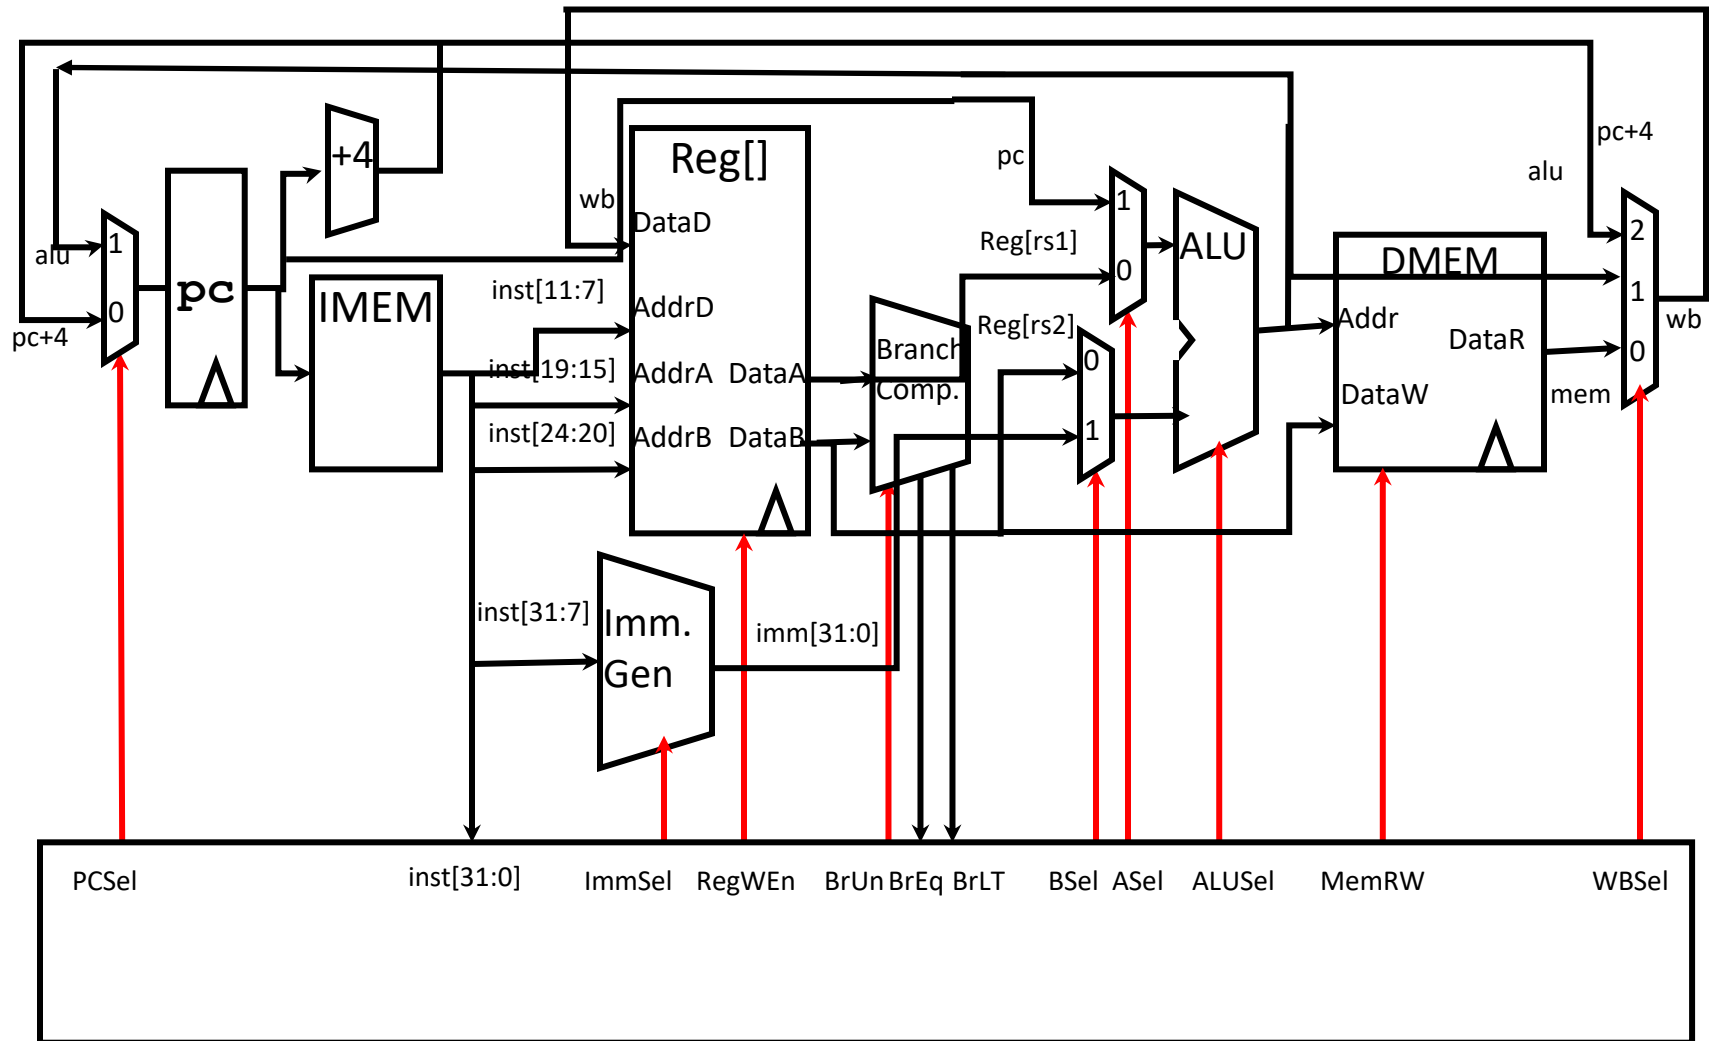 pc+4
alu
+4
Reg[]
pc
wb
DataD
Reg[rs1]
1
0
ALU
DMEM
2
1
0
wb
alu
1
0
pc+4
pc
IMEM
inst[11:7]
AddrD
inst[19:15]
AddrA
DataA
inst[24:20]
AddrB
DataB
Branch
Comp.
Reg[rs2]
0
1
Addr
DataR
DataW
mem
inst[31:7]
Imm.
Gen
imm[31:0]
PCSel
inst[31:0]
ImmSel
RegWEn
BrUn
BrEq
BrLT
BSel
ASel
ALUSel
MemRW
WBSel